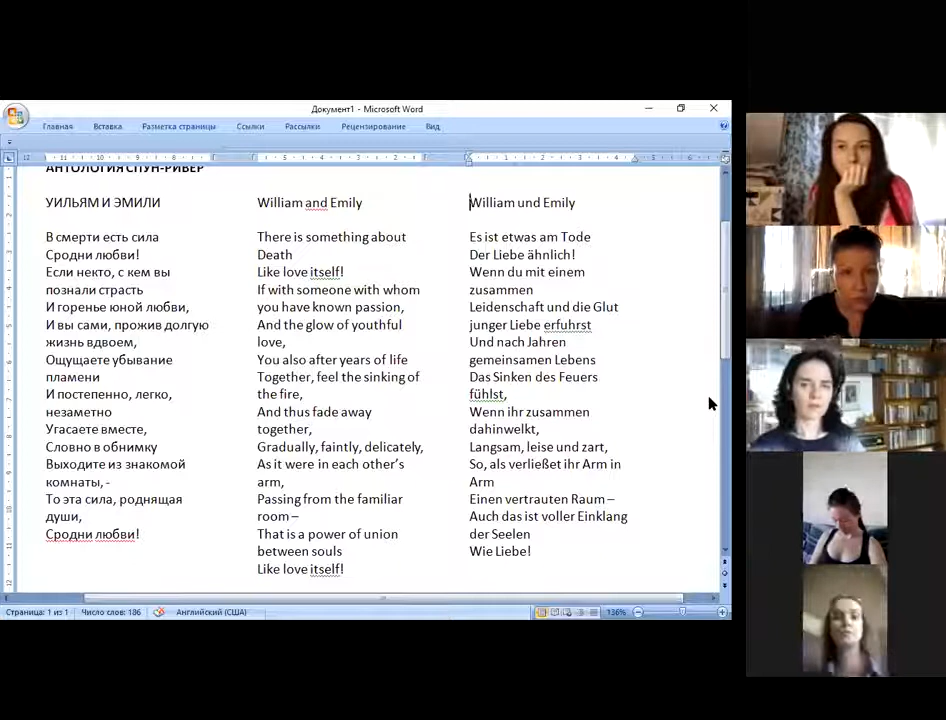 Документ1 - Microsoft Word
Главная Вставка Разметка страницы Ссылки Рассылки Рецензирование Вид
АНТОЛОГИЯ СПУН-РИВЕР
УИЛЬЯМ И ЭМИЛИ
В смерти есть сила
Сродни любви!
Если некто, с кем вы
познали страсть
И горенье юной любви,
И вы сами, прожив долгую
жизнь вдвоем,
Ощущаете убывание
пламени
И постепенно, легко,
незаметно
Угасаете вместе,
Словно в обнимку
Выходите из знакомой
комнаты, -
То эта сила, роднящая
души,
Сродни любви!
William and Emily
There is something about
Death
Like love itself!
If with someone with whom
you have known passion,
And the glow of youthful
love,
You also after years of life
Together, feel the sinking of
the fire,
And thus fade away
together,
Gradually, faintly, delicately,
As it were in each other’s
arm,
Passing from the familiar
room –
That is a power of union
between souls
Like love itself!
William und Emily
Es ist etwas am Tode
Der Liebe ähnlich!
Wenn du mit einem
zusammen
Leidenschaft und die Glut
junger Liebe erfuhrst
Und nach Jahren
gemeinsamen Lebens
Das Sinken des Feuers
fühlst,
Wenn ihr zusammen
dahinwelkt,
Langsam, leise und zart,
So, als verließet ihr Arm in
Arm
Einen vertrauten Raum –
Auch das ist voller Einklang
der Seelen
Wie Liebe!
Страница: 1 из 1 Число слов: 186 Английский (США) 136%